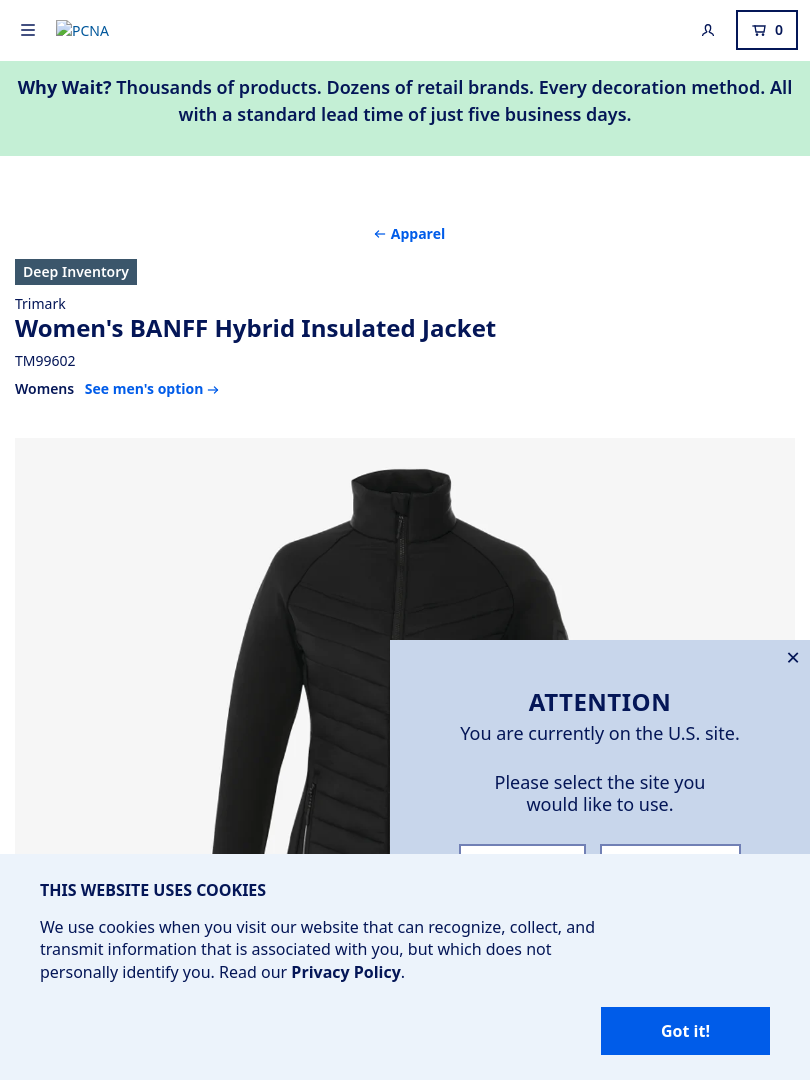 PCNA
0
Why Wait? Thousands of products. Dozens of retail brands. Every decoration method. All
with a standard lead time of just five business days.
← Apparel
Deep Inventory
Trimark
Women's BANFF Hybrid Insulated Jacket
TM99602
Womens See men's option →
ATTENTION
You are currently on the U.S. site.
Please select the site you
would like to use.
THIS WEBSITE USES COOKIES
We use cookies when you visit our website that can recognize, collect, and
transmit information that is associated with you, but which does not
personally identify you. Read our Privacy Policy.
Got it!